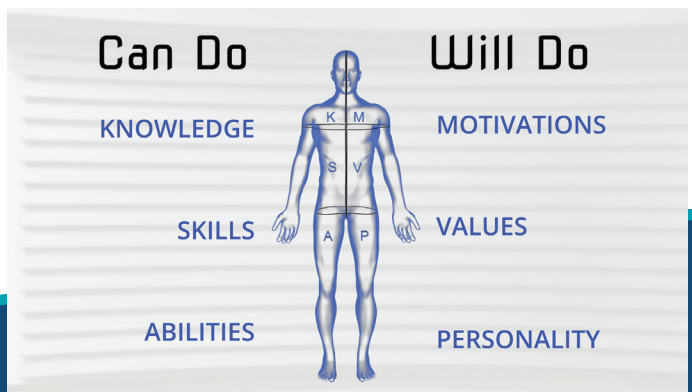 Can Do
Will Do
KNOWLEDGE
K M
MOTIVATIONS
S V
SKILLS
VALUES
A P
ABILITIES
PERSONALITY